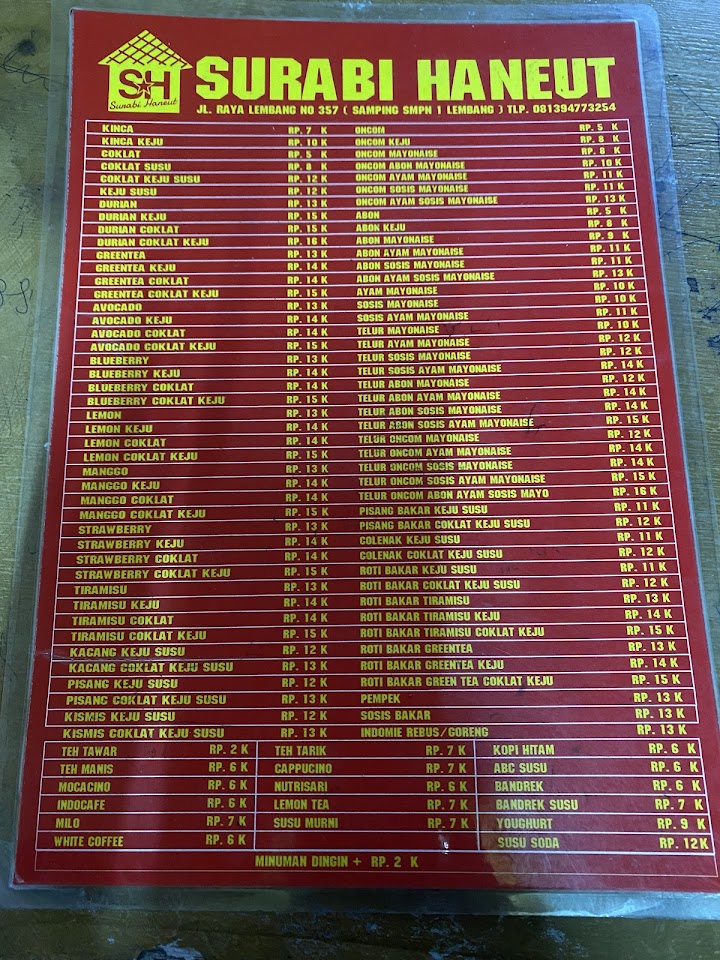 SH
Surabi Haneut
SURABI HANEUT
JL. RAYA LEMBANG NO 357 ( SAMPING SMPN 1 LEMBANG ) TLP. 081394773254
KINCA RP. 7 K ONCOM RP. 5 K
KINCA KEJU RP. 10 K ONCOM KEJU RP. 8 K
COKLAT RP. 5 K ONCOM MAYONAISE RP. 8 K
COKLAT SUSU RP. 8 K ONCOM ABON MAYONAISE RP. 10 K
COKLAT KEJU SUSU RP. 12 K ONCOM AYAM MAYONAISE RP. 11 K
KEJU SUSU RP. 12 K ONCOM SOSIS MAYONAISE RP. 11 K
DURIAN RP. 13 K ONCOM AYAM SOSIS MAYONAISE RP. 13 K
DURIAN KEJU RP. 15 K ABON RP. 5 K
DURIAN COKLAT RP. 15 K ABON KEJU RP. 8 K
DURIAN COKLAT KEJU RP. 16 K ABON MAYONAISE RP. 9 K
GREENTEA RP. 13 K ABON AYAM MAYONAISE RP. 11 K
GREENTEA KEJU RP. 14 K ABON SOSIS MAYONAISE RP. 11 K
GREENTEA COKLAT RP. 14 K ABON AYAM SOSIS MAYONAISE RP. 13 K
GREENTEA COKLAT KEJU RP. 15 K AYAM MAYONAISE RP. 10 K
AVOCADO RP. 13 K SOSIS MAYONAISE RP. 10 K
AVOCADO KEJU RP. 14 K SOSIS AYAM MAYONAISE RP. 11 K
AVOCADO COKLAT RP. 14 K TELUR MAYONAISE RP. 10 K
AVOCADO COKLAT KEJU RP. 15 K TELUR AYAM MAYONAISE RP. 12 K
BLUEBERRY RP. 13 K TELUR SOSIS MAYONAISE RP. 12 K
BLUEBERRY KEJU RP. 14 K TELUR SOSIS AYAM MAYONAISE RP. 14 K
BLUEBERRY COKLAT RP. 14 K TELUR ABON MAYONAISE RP. 12 K
BLUEBERRY COKLAT KEJU RP. 15 K TELUR ABON AYAM MAYONAISE RP. 14 K
LEMON RP. 13 K TELUR ABON SOSIS MAYONAISE RP. 14 K
LEMON KEJU RP. 14 K TELUR ABON SOSIS AYAM MAYONAISE RP. 15 K
LEMON COKLAT RP. 14 K TELUR ONCOM MAYONAISE RP. 12 K
LEMON COKLAT KEJU RP. 15 K TELUR ONCOM AYAM MAYONAISE RP. 14 K
MANGGO RP. 13 K TELUR ONCOM SOSIS MAYONAISE RP. 14 K
MANGGO KEJU RP. 14 K TELUR ONCOM SOSIS AYAM MAYONAISE RP. 15 K
MANGGO COKLAT RP. 14 K TELUR ONCOM ABON AYAM SOSIS MAYO RP. 16 K
MANGGO COKLAT KEJU RP. 15 K PISANG BAKAR KEJU SUSU RP. 11 K
STRAWBERRY RP. 13 K PISANG BAKAR COKLAT KEJU SUSU RP. 12 K
STRAWBERRY KEJU RP. 14 K COLENAK KEJU SUSU RP. 11 K
STRAWBERRY COKLAT RP. 14 K COLENAK COKLAT KEJU SUSU RP. 12 K
STRAWBERRY COKLAT KEJU RP. 15 K ROTI BAKAR KEJU SUSU RP. 11 K
TIRAMISU RP. 13 K ROTI BAKAR COKLAT KEJU SUSU RP. 12 K
TIRAMISU KEJU RP. 14 K ROTI BAKAR TIRAMISU RP. 13 K
TIRAMISU COKLAT RP. 14 K ROTI BAKAR TIRAMISU KEJU RP. 14 K
TIRAMISU COKLAT KEJU RP. 15 K ROTI BAKAR TIRAMISU COKLAT KEJU RP. 15 K
KACANG KEJU SUSU RP. 12 K ROTI BAKAR GREENTEA RP. 13 K
KACANG COKLAT KEJU SUSU RP. 13 K ROTI BAKAR GREENTEA KEJU RP. 14 K
PISANG KEJU SUSU RP. 12 K ROTI BAKAR GREEN TEA COKLAT KEJU RP. 15 K
PISANG COKLAT KEJU SUSU RP. 13 K PEMPEK RP. 13 K
KISMIS KEJU SUSU RP. 12 K SOSIS BAKAR RP. 13 K
KISMIS COKLAT KEJU SUSU RP. 13 K INDOMIE REBUS/GORENG RP. 13 K
TEH TAWAR RP. 2 K TEH TARIK RP. 7 K KOPI HITAM RP. 6 K
TEH MANIS RP. 6 K CAPPUCINO RP. 7 K ABC SUSU RP. 6 K
MOCACINO RP. 6 K NUTRISARI RP. 6 K BANDREK RP. 6 K
INDOCAFE RP. 6 K LEMON TEA RP. 7 K BANDREK SUSU RP. 7 K
MILO RP. 7 K SUSU MURNI RP. 7 K YOUGHURT RP. 9 K
WHITE COFFEE RP. 6 K SUSU SODA RP. 12 K
MINUMAN DINGIN + RP. 2 K